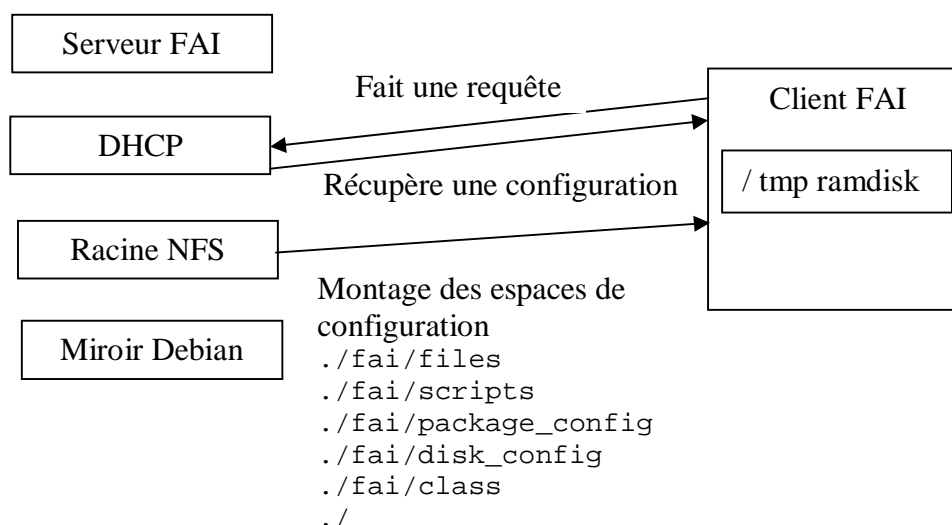 Serveur FAI
Fait une requête
Client FAI
DHCP
Récupère une configuration
/ tmp ramdisk
Racine NFS
Montage des espaces de
configuration
Miroir Debian
./fai/files
./fai/scripts
./fai/package_config
./fai/disk_config
./fai/class
./